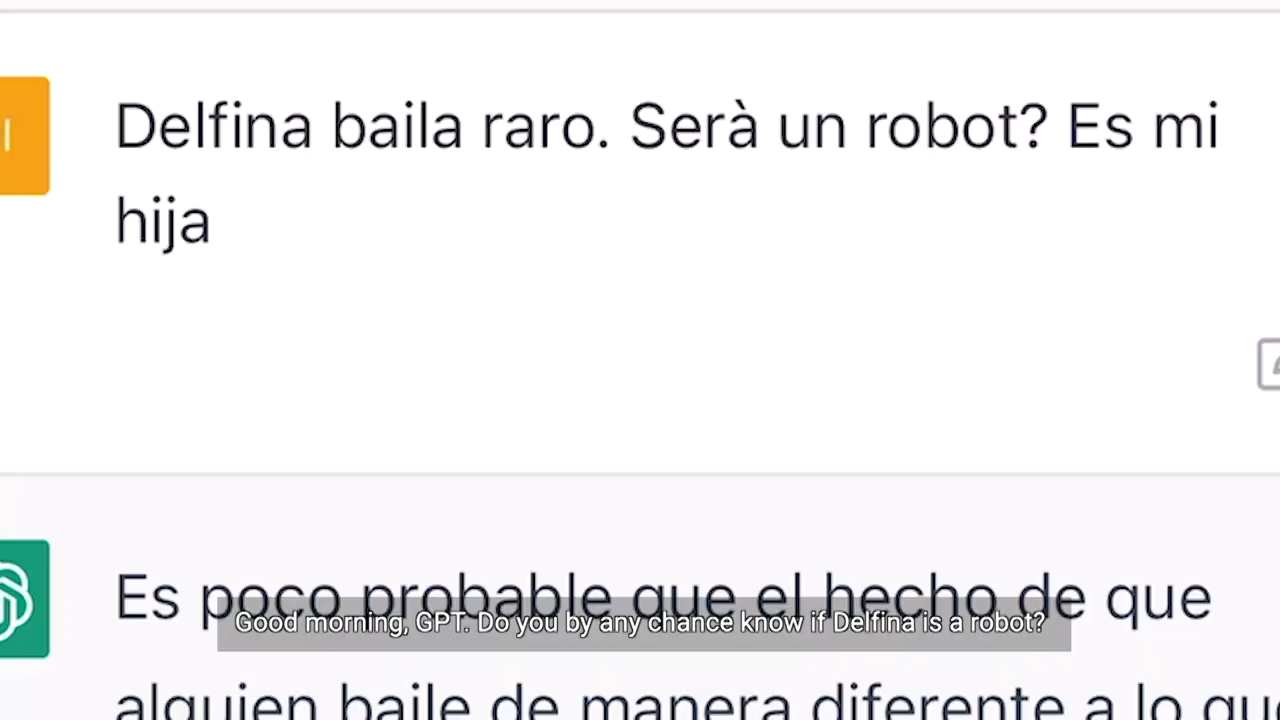 Delfina baila raro. Serà un robot? Es mi
hija
Es poco probable que el hecho de que
Good morning, GPT. Do you by any chance know if Delfina is a robot?
alguien baile de manera diferente a lo que